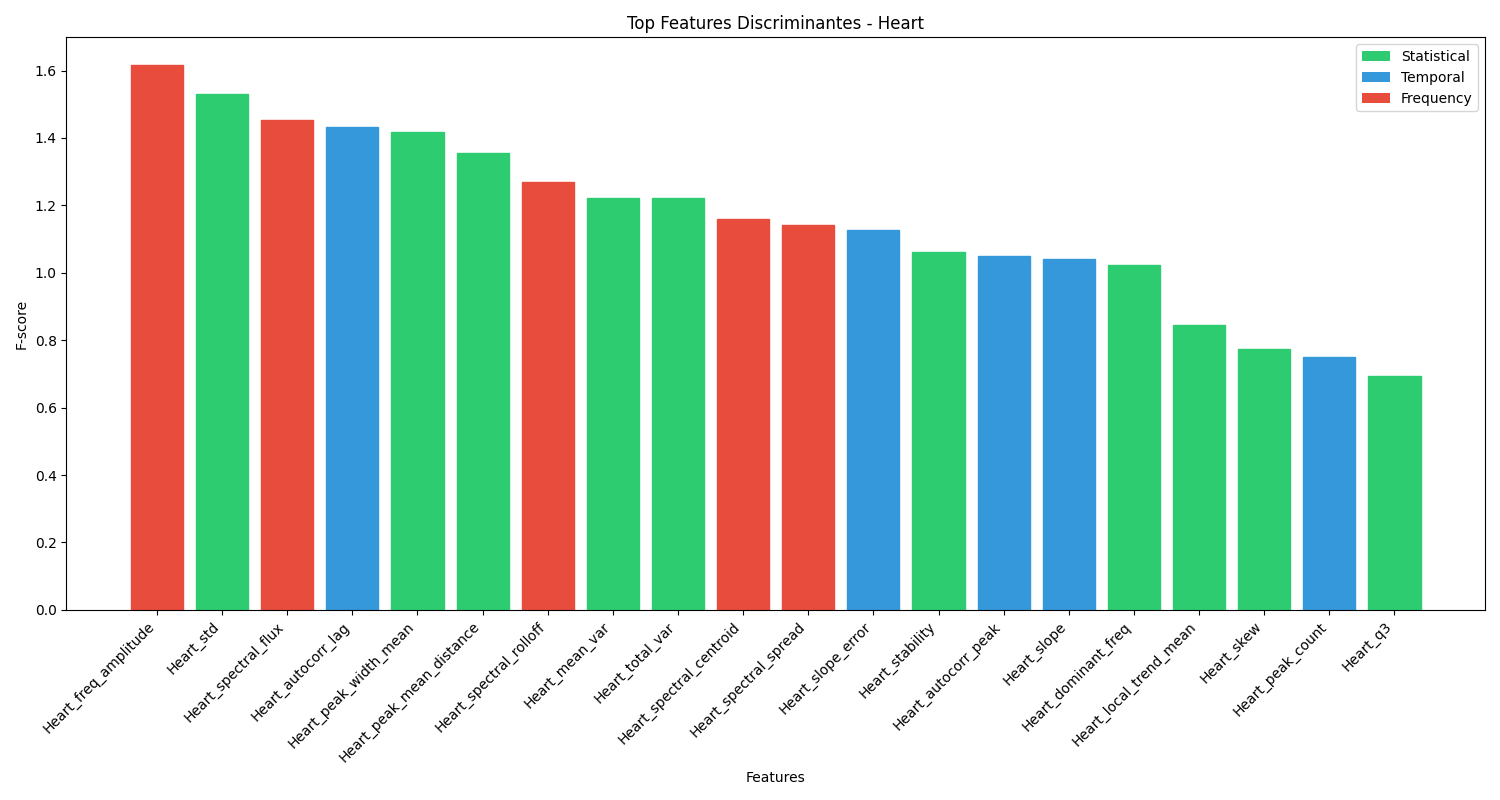 Top Features Discriminantes - Heart
Statistical
Temporal
Frequency
F-score
1.6
1.4
1.2
1.0
0.8
0.6
0.4
0.2
0.0
Heart_freq_amplitude
Heart_std
Heart_spectral_flux
Heart_autocorr_lag
Heart_peak_width_mean
Heart_peak_mean_distance
Heart_spectral_rolloff
Heart_mean_var
Heart_total_var
Heart_spectral_centroid
Heart_spectral_spread
Heart_slope_error
Heart_stability
Heart_autocorr_peak
Heart_slope
Heart_dominant_freq
Heart_local_trend_mean
Heart_skew
Heart_peak_count
Heart_q3
Features